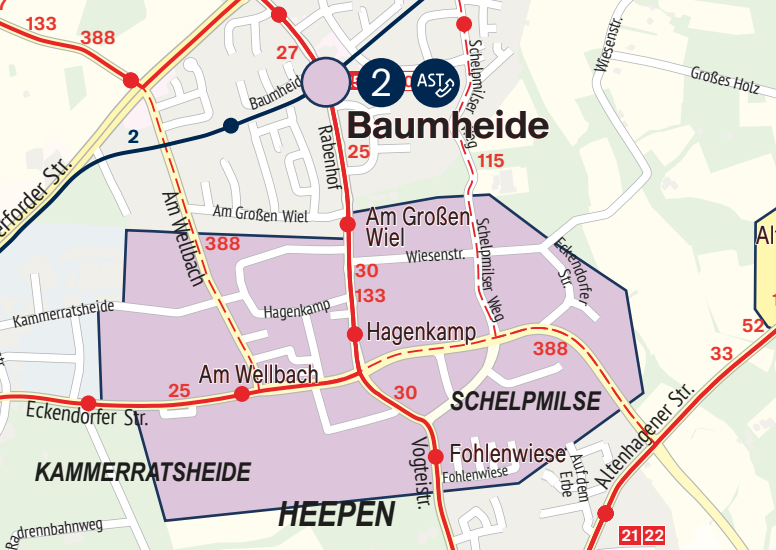 133
388
27
2
AST
Baumheide
Baumheid
2
Rabenhof
25
Schelpmilser Weg
115
Wiesenstr.
Großes Holz
erforder Str.
Am Wellbach
388
Am Großen Wiel
Am Großen
Wiel
30
133
Wiesenstr.
Schelpmilser Weg
Eckendorfer
Str.
Kammerratsheide
Hagenkamp
Hagenkamp
388
52
33
Am Wellbach
25
Eckendorfer Str.
30
SCHELPMILSE
Altenhagener Str.
KAMMERRATSHEIDE
Vogteistr.
Fohlenwiese
Fohlenwiese
Auf dem
Erbe
HEEPEN
Radrennbahnweg
21 22